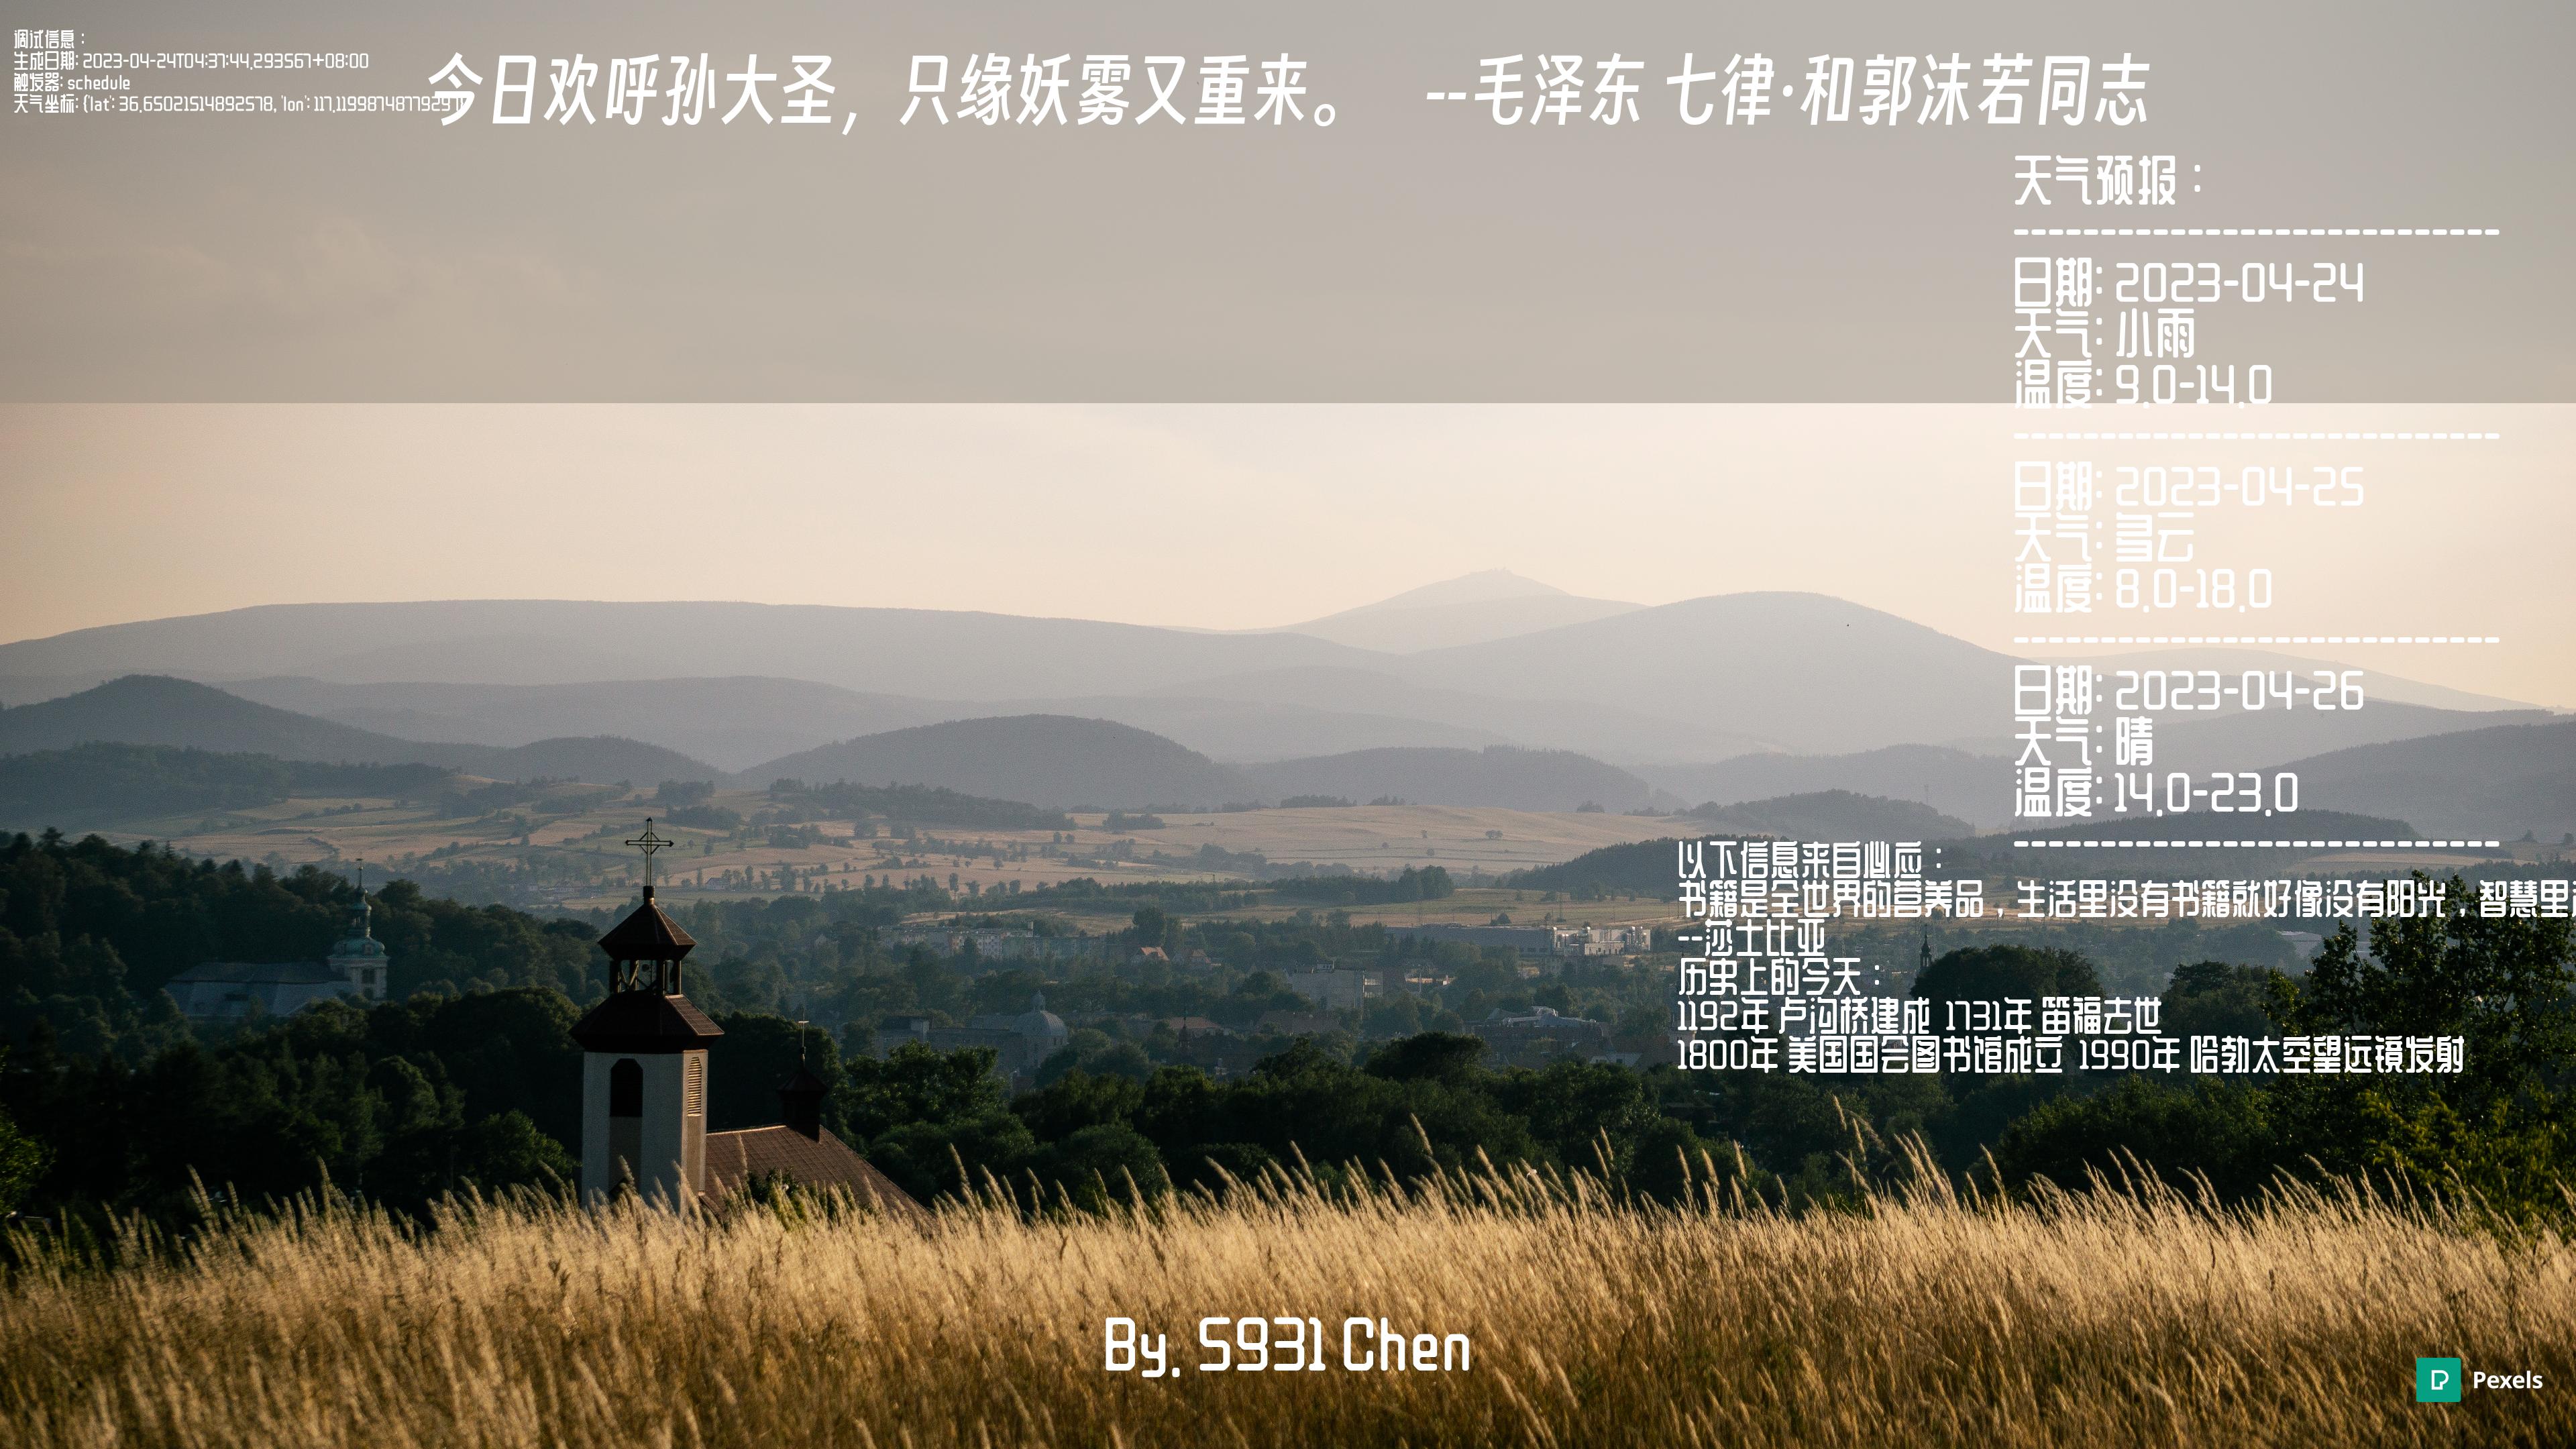 调试信息：
生成日期: 2023-04-24T04:37:44.293567+08:00
触发器: schedule
天气坐标: {'lat': 36.65021514892578, 'lon': 117.1199874877929
今日欢呼孙大圣，只缘妖雾又重来。 --毛泽东 七律·和郭沫若同志
天气预报：
----------------------------
日期: 2023-04-24
天气: 小雨
温度: 9.0-14.0
----------------------------
日期: 2023-04-25
天气: 多云
温度: 8.0-18.0
----------------------------
日期: 2023-04-26
天气: 晴
温度: 14.0-23.0
----------------------------
以下信息来自必应：
书籍是全世界的营养品，生活里没有书籍就好像没有阳光，智慧里
--莎士比亚
历史上的今天：
1192年 卢沟桥建成 1731年 笛福去世
1800年 美国国会图书馆成立 1990年 哈勃太空望远镜发射
By. S931 Chen
Pexels